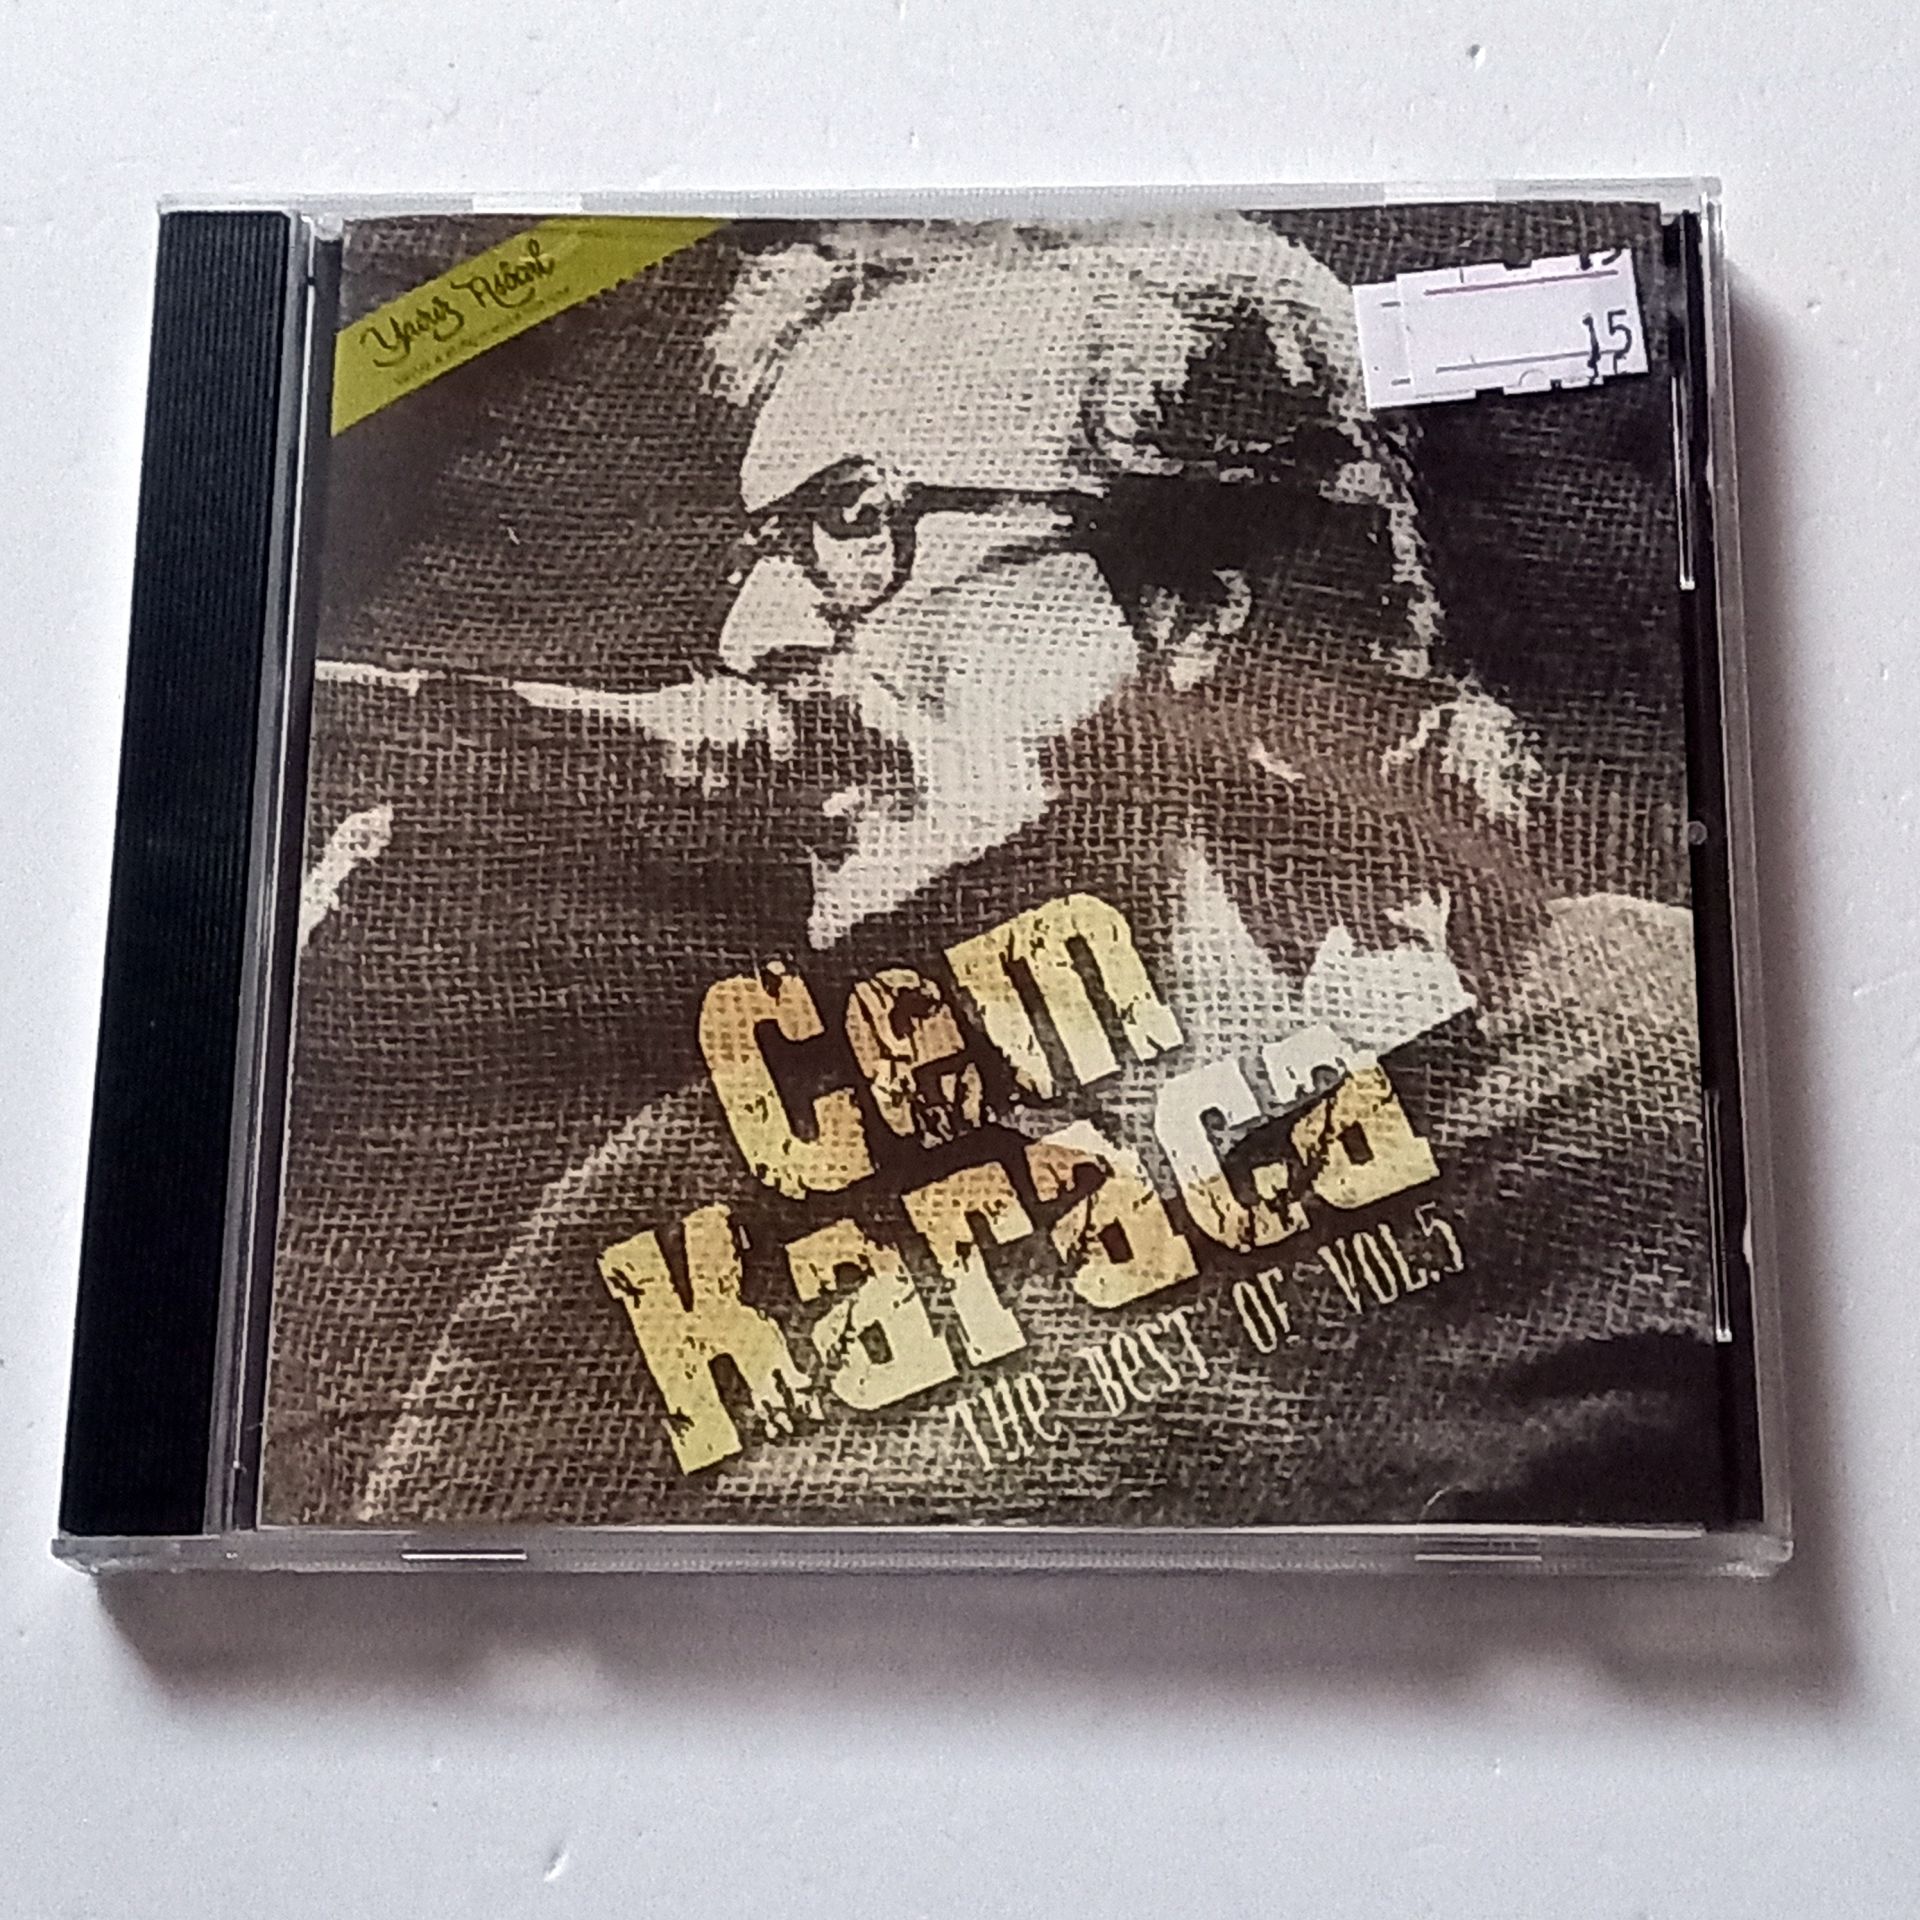 Yavuz Asöcal
15
Cem
Karaca
THE BEST OF VOL.5